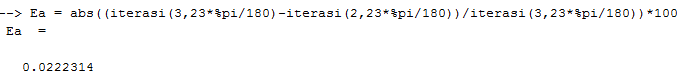 --> Ea = abs((iterasi(3,23*%pi/180)-iterasi(2,23*%pi/180))/iterasi(3,23*%pi/180))*100
Ea =
0.0222314